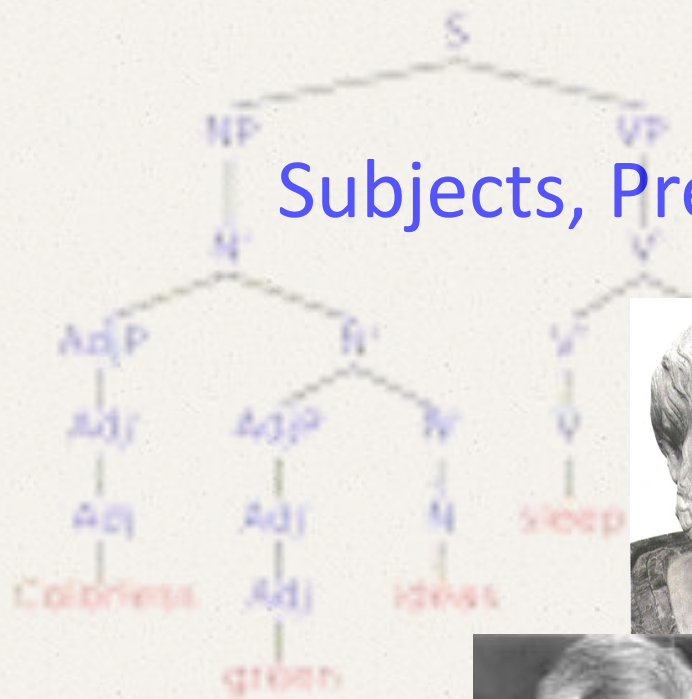 S
NP VP
Subjects, Pre
N' V'
AdjP N' V'
Adj' AdjP N' V
Adj Adj' N sleep
Colorless Adj ideas
green